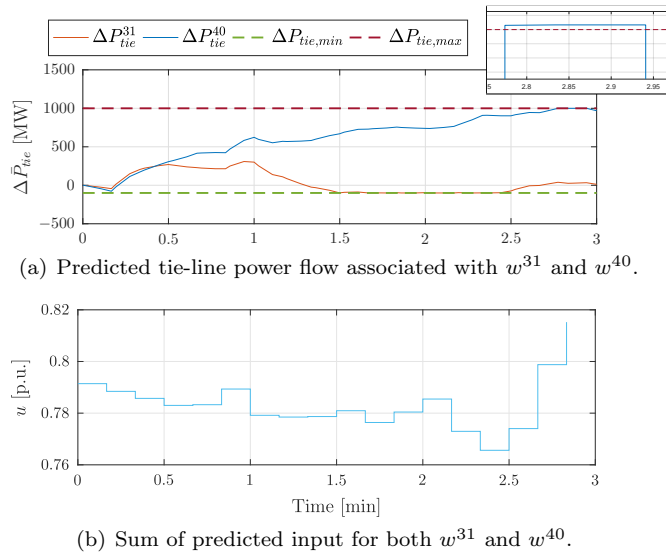 ΔP_{tie}^{31} ΔP_{tie}^{40} ΔP_{tie,min} ΔP_{tie,max}
5 2.8 2.85 2.9 2.95
ΔP̄_{tie} [MW]
1500
1000
500
0
−500
0 0.5 1 1.5 2 2.5 3
(a) Predicted tie-line power flow associated with w^{31} and w^{40}.
u [p.u.]
0.82
0.8
0.78
0.76
0 0.5 1 1.5 2 2.5 3
Time [min]
(b) Sum of predicted input for both w^{31} and w^{40}.